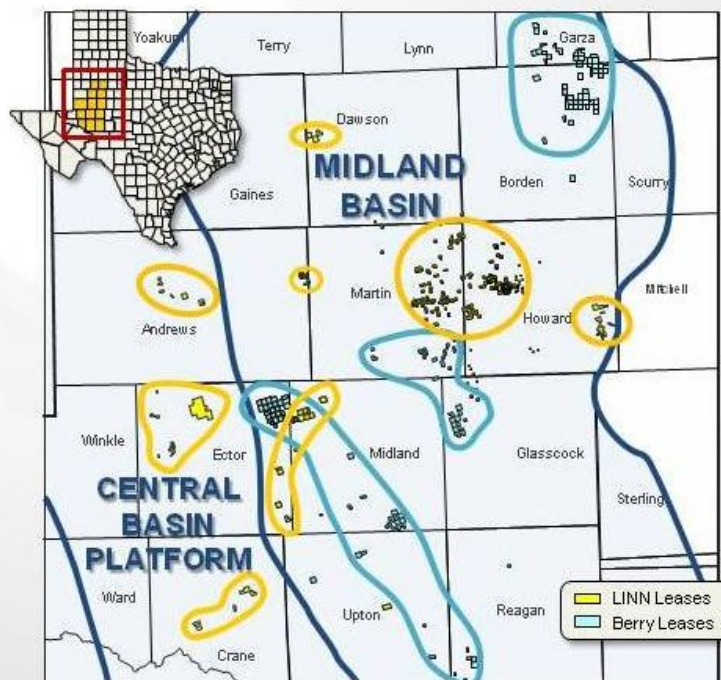 Yoakum
Terry
Lynn
Garza
Dawson
MIDLAND
BASIN
Gaines
Borden
Scurry
Martin
Howard
Mitchell
Andrews
Winkle
Ector
Midland
Glasscock
CENTRAL
BASIN
PLATFORM
Sterling
Ward
Upton
Reagan
Crane
LINN Leases
Berry Leases